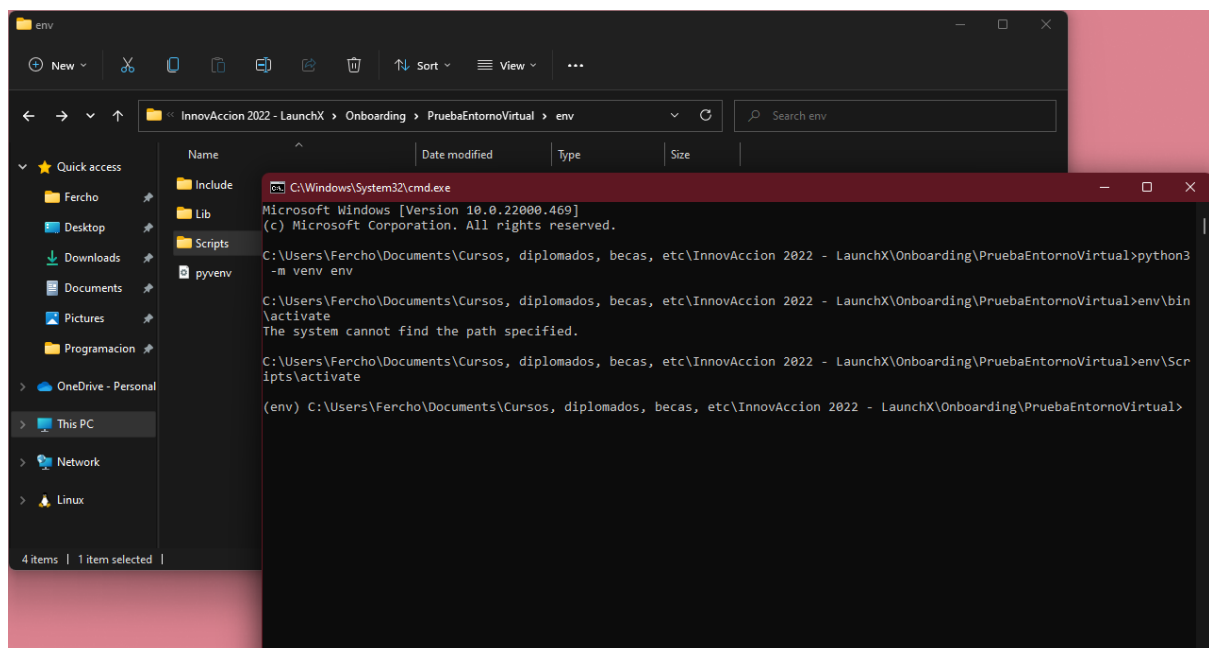 env
New
Sort
View
InnovAccion 2022 - LaunchX > Onboarding > PruebaEntornoVirtual > env
Search env
Name
Date modified
Type
Size
Quick access
Fercho
Desktop
Downloads
Documents
Pictures
Programacion
OneDrive - Personal
This PC
Network
Linux
Include
Lib
Scripts
pyvenv
4 items
1 item selected
C:\Windows\System32\cmd.exe
Microsoft Windows [Version 10.0.22000.469]
(c) Microsoft Corporation. All rights reserved.
C:\Users\Fercho\Documents\Cursos, diplomados, becas, etc\InnovAccion 2022 - LaunchX\Onboarding\PruebaEntornoVirtual>python3
-m venv env
C:\Users\Fercho\Documents\Cursos, diplomados, becas, etc\InnovAccion 2022 - LaunchX\Onboarding\PruebaEntornoVirtual>env\bin
\activate
The system cannot find the path specified.
C:\Users\Fercho\Documents\Cursos, diplomados, becas, etc\InnovAccion 2022 - LaunchX\Onboarding\PruebaEntornoVirtual>env\Scr
ipts\activate
(env) C:\Users\Fercho\Documents\Cursos, diplomados, becas, etc\InnovAccion 2022 - LaunchX\Onboarding\PruebaEntornoVirtual>